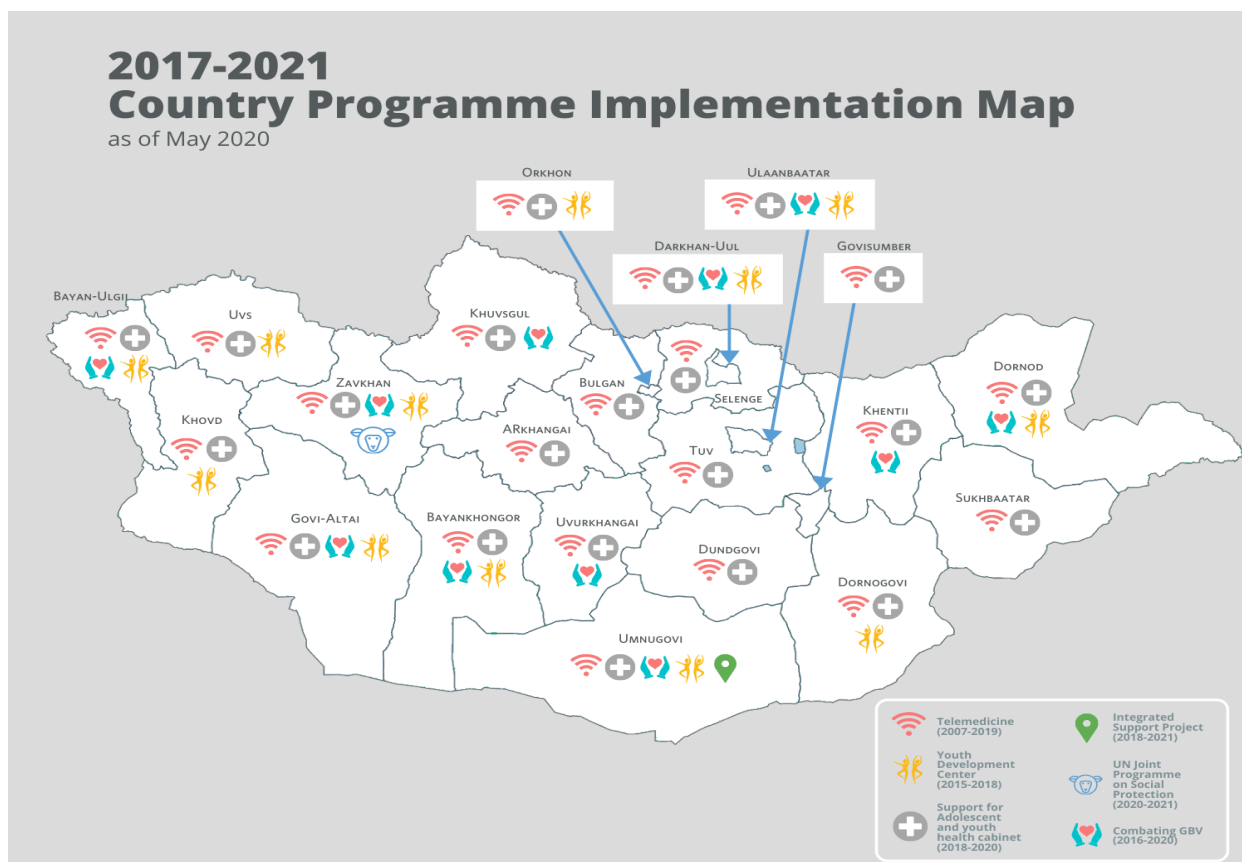 2017-2021
Country Programme Implementation Map
as of May 2020
Orkhon
Ulaanbaatar
Darkhan-Uul
Govisumber
Bayan-Ulgii
Uvs
Khuvsgul
Zavkhan
Bulgan
Selenge
Dornod
Khovd
ARkhangai
Khentii
Tuv
Govi-Altai
Bayankhongor
Uvurkhangai
Sukhbaatar
Dundgovi
Dornogovi
Umnugovi
Telemedicine
(2007-2019)
Youth
Development
Center
(2015-2018)
Support for
Adolescent
and youth
health cabinet
(2018-2020)
Integrated
Support Project
(2018-2021)
UN Joint
Programme
on Social
Protection
(2020-2021)
Combating GBV
(2016-2020)